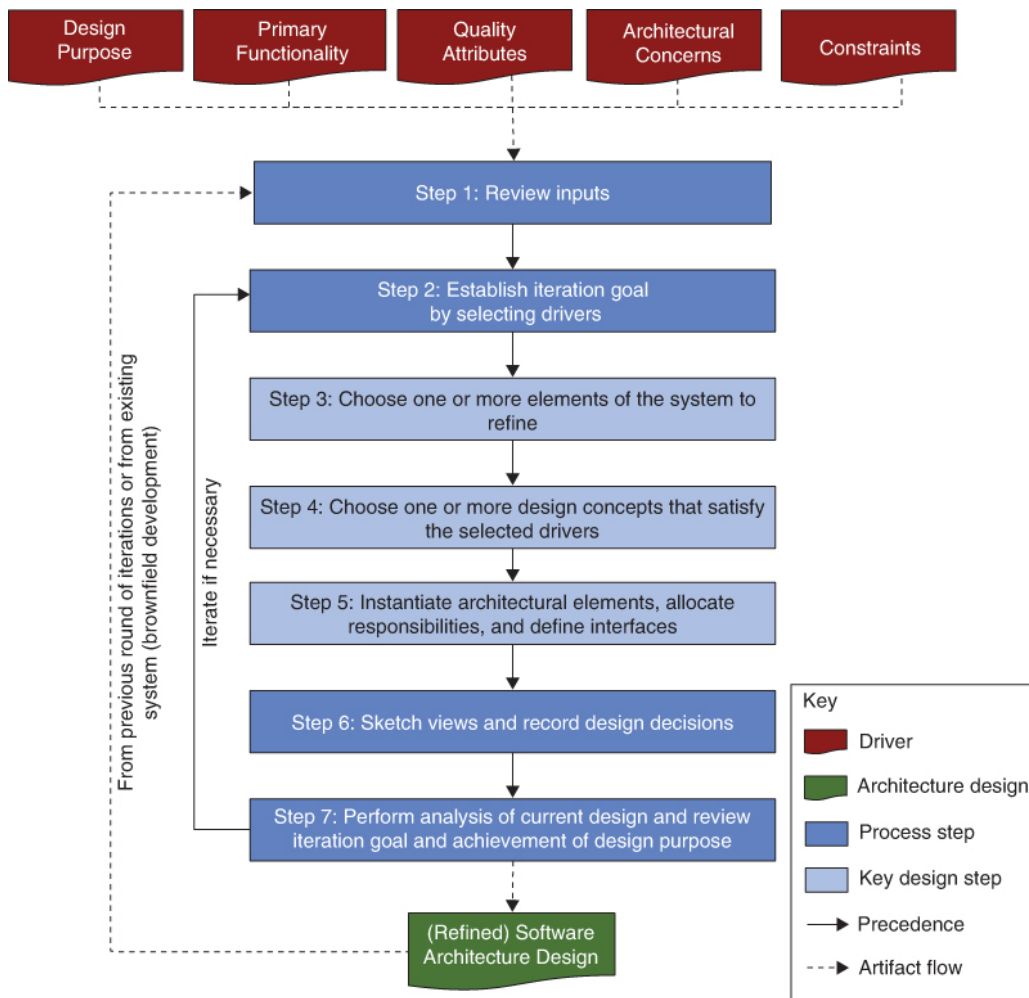 Design
Purpose
Primary
Functionality
Quality
Attributes
Architectural
Concerns
Constraints
Step 1: Review inputs
Step 2: Establish iteration goal
by selecting drivers
Step 3: Choose one or more elements of the system to
refine
Step 4: Choose one or more design concepts that satisfy
the selected drivers
Step 5: Instantiate architectural elements, allocate
responsibilities, and define interfaces
Step 6: Sketch views and record design decisions
Step 7: Perform analysis of current design and review
iteration goal and achievement of design purpose
(Refined) Software
Architecture Design
From previous round of iterations or from existing
system (brownfield development)
Iterate if necessary
Key
Driver
Architecture design
Process step
Key design step
Precedence
Artifact flow